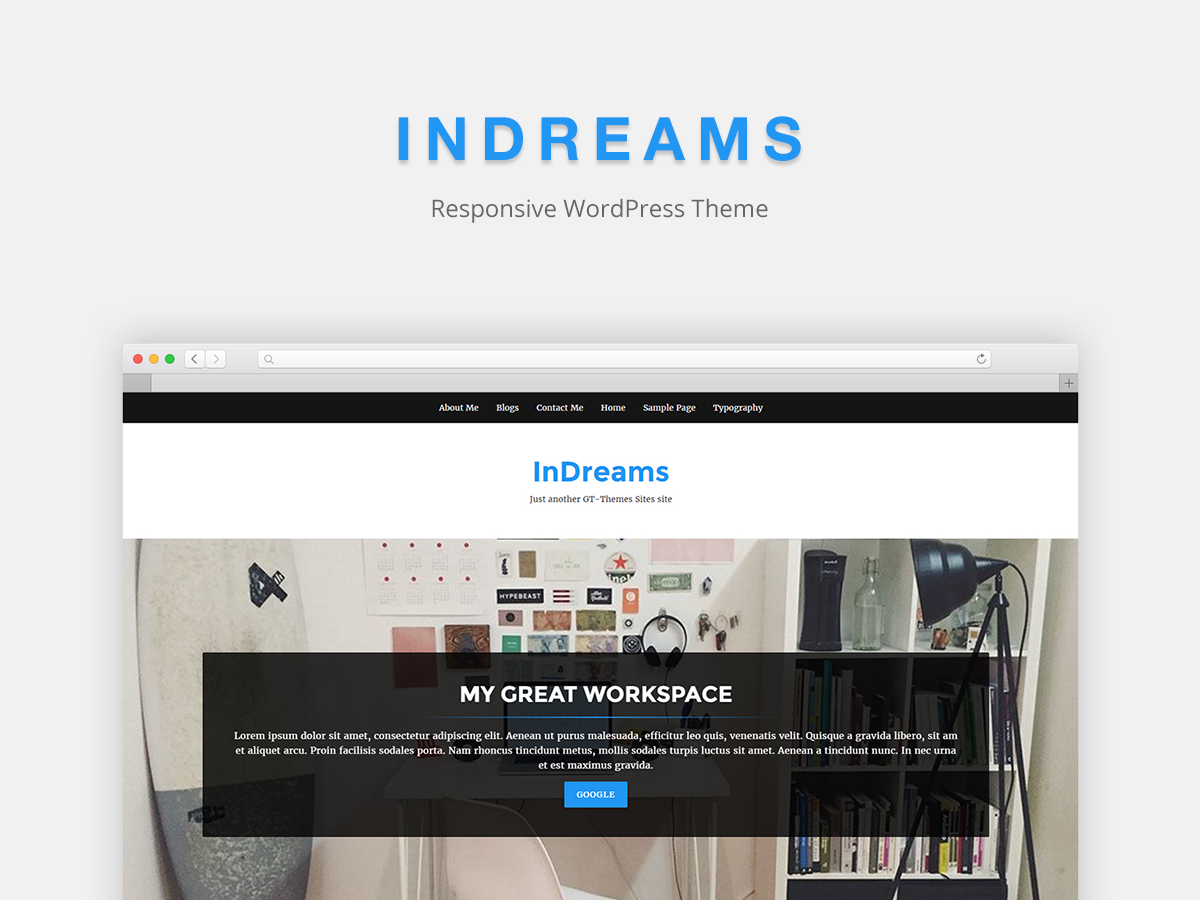 INDREAMS
Responsive WordPress Theme
About Me Blogs Contact Me Home Sample Page Typography
InDreams
Just another GT-Themes Sites site
HYPEBEAST
MY GREAT WORKSPACE
Lorem ipsum dolor sit amet, consectetur adipiscing elit. Aenean ut purus malesuada, efficitur leo quis, venenatis velit. Quisque a gravida libero, sit am
et aliquet arcu. Proin facilisis sodales porta. Nam rhoncus tincidunt metus, mollis sodales turpis luctus sit amet. Aenean a tincidunt nunc. In nec urna
et est maximus gravida.
GOOGLE